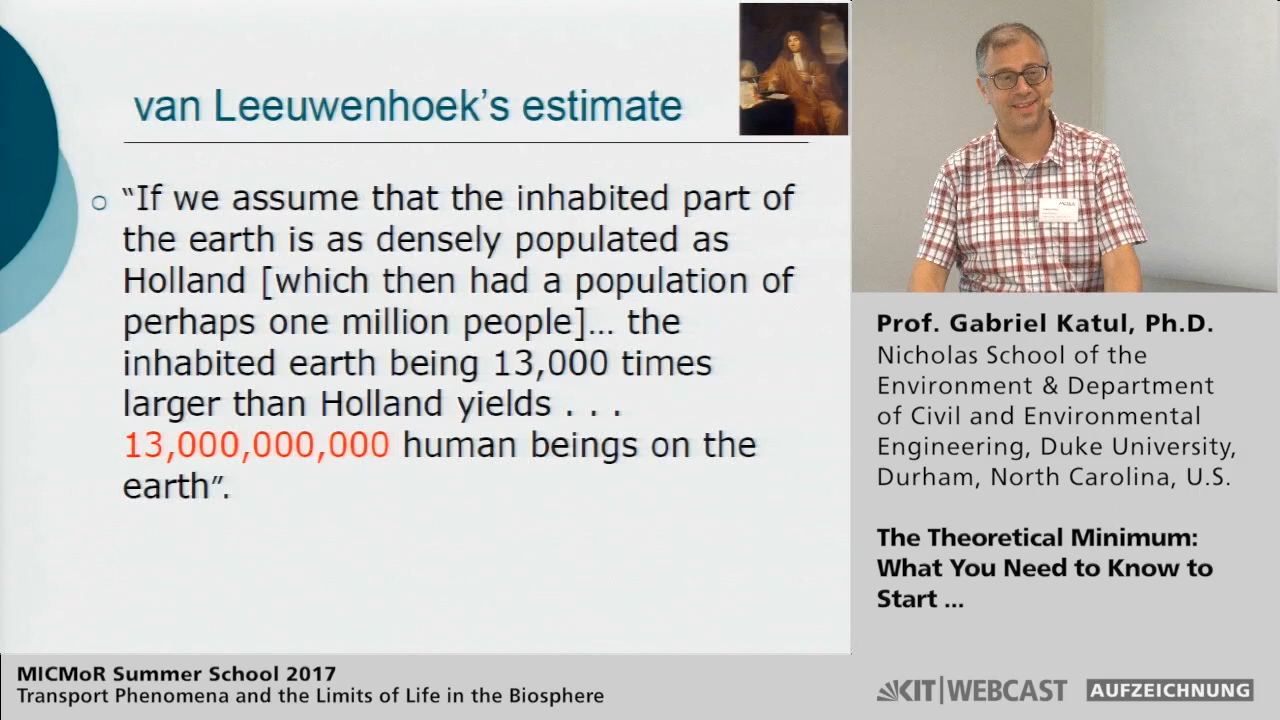 van Leeuwenhoek's estimate
"If we assume that the inhabited part of
the earth is as densely populated as
Holland [which then had a population of
perhaps one million people]... the
inhabited earth being 13,000 times
larger than Holland yields . . .
13,000,000,000 human beings on the
earth".
Prof. Gabriel Katul, Ph.D.
Nicholas School of the
Environment & Department
of Civil and Environmental
Engineering, Duke University,
Durham, North Carolina, U.S.
The Theoretical Minimum:
What You Need to Know to
Start ...
MICMoR Summer School 2017
Transport Phenomena and the Limits of Life in the Biosphere
KIT|WEBCAST
AUFZEICHNUNG